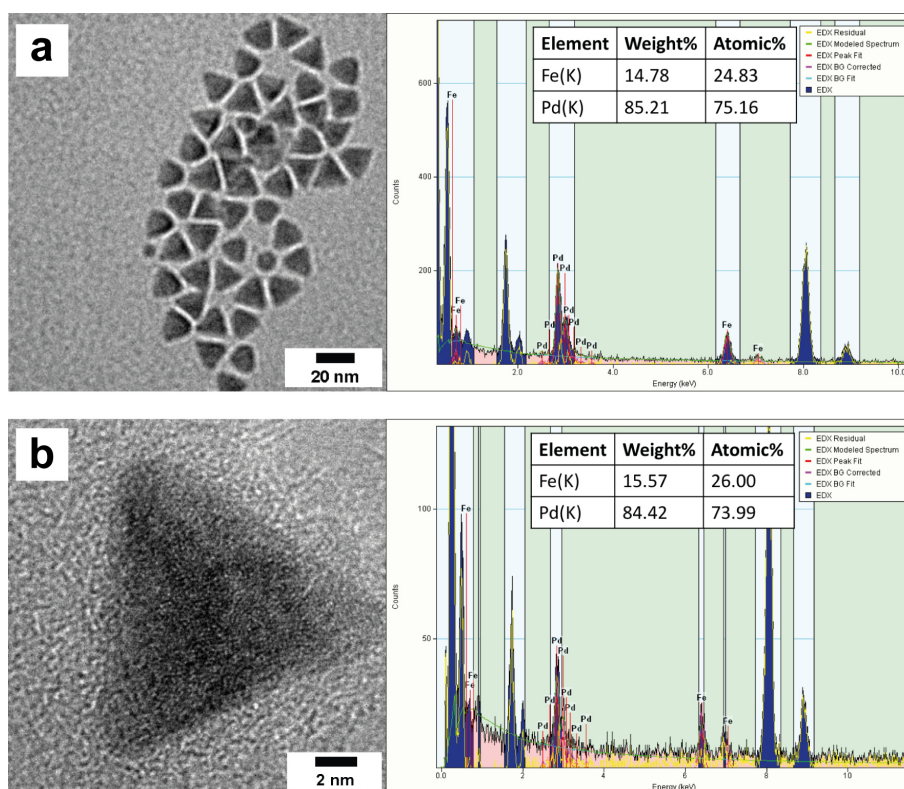 a
20 nm
Element Weight% Atomic%
Fe(K) 14.78 24.83
Pd(K) 85.21 75.16
EDX Residual
EDX Modeled Spectrum
EDX Peak Fit
EDX BG Corrected
EDX BG Fit
EDX
600
400
200
Counts
Fe
Fe
Fe
Pd
Pd
Pd
Pd
Pd
Pd
Pd
Fe
Fe
2.0 4.0 6.0 8.0 10.0
Energy (keV)
b
2 nm
Element Weight% Atomic%
Fe(K) 15.57 26.00
Pd(K) 84.42 73.99
EDX Residual
EDX Modeled Spectrum
EDX Peak Fit
EDX BG Corrected
EDX BG Fit
EDX
100
50
Counts
Fe
Fe
Fe
Pd
Pd
Pd
Pd
Pd
Pd
Pd
Pd
Fe
Fe
0.0 2 4 6 8 10
Energy (keV)